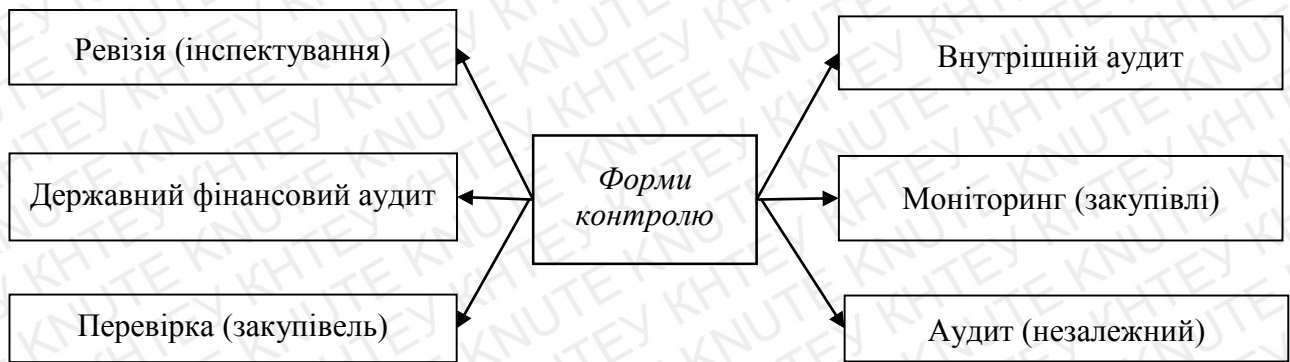 Ревізія (інспектування)
Внутрішній аудит
Форми
контролю
Державний фінансовий аудит
Моніторинг (закупівлі)
Перевірка (закупівель)
Аудит (незалежний)